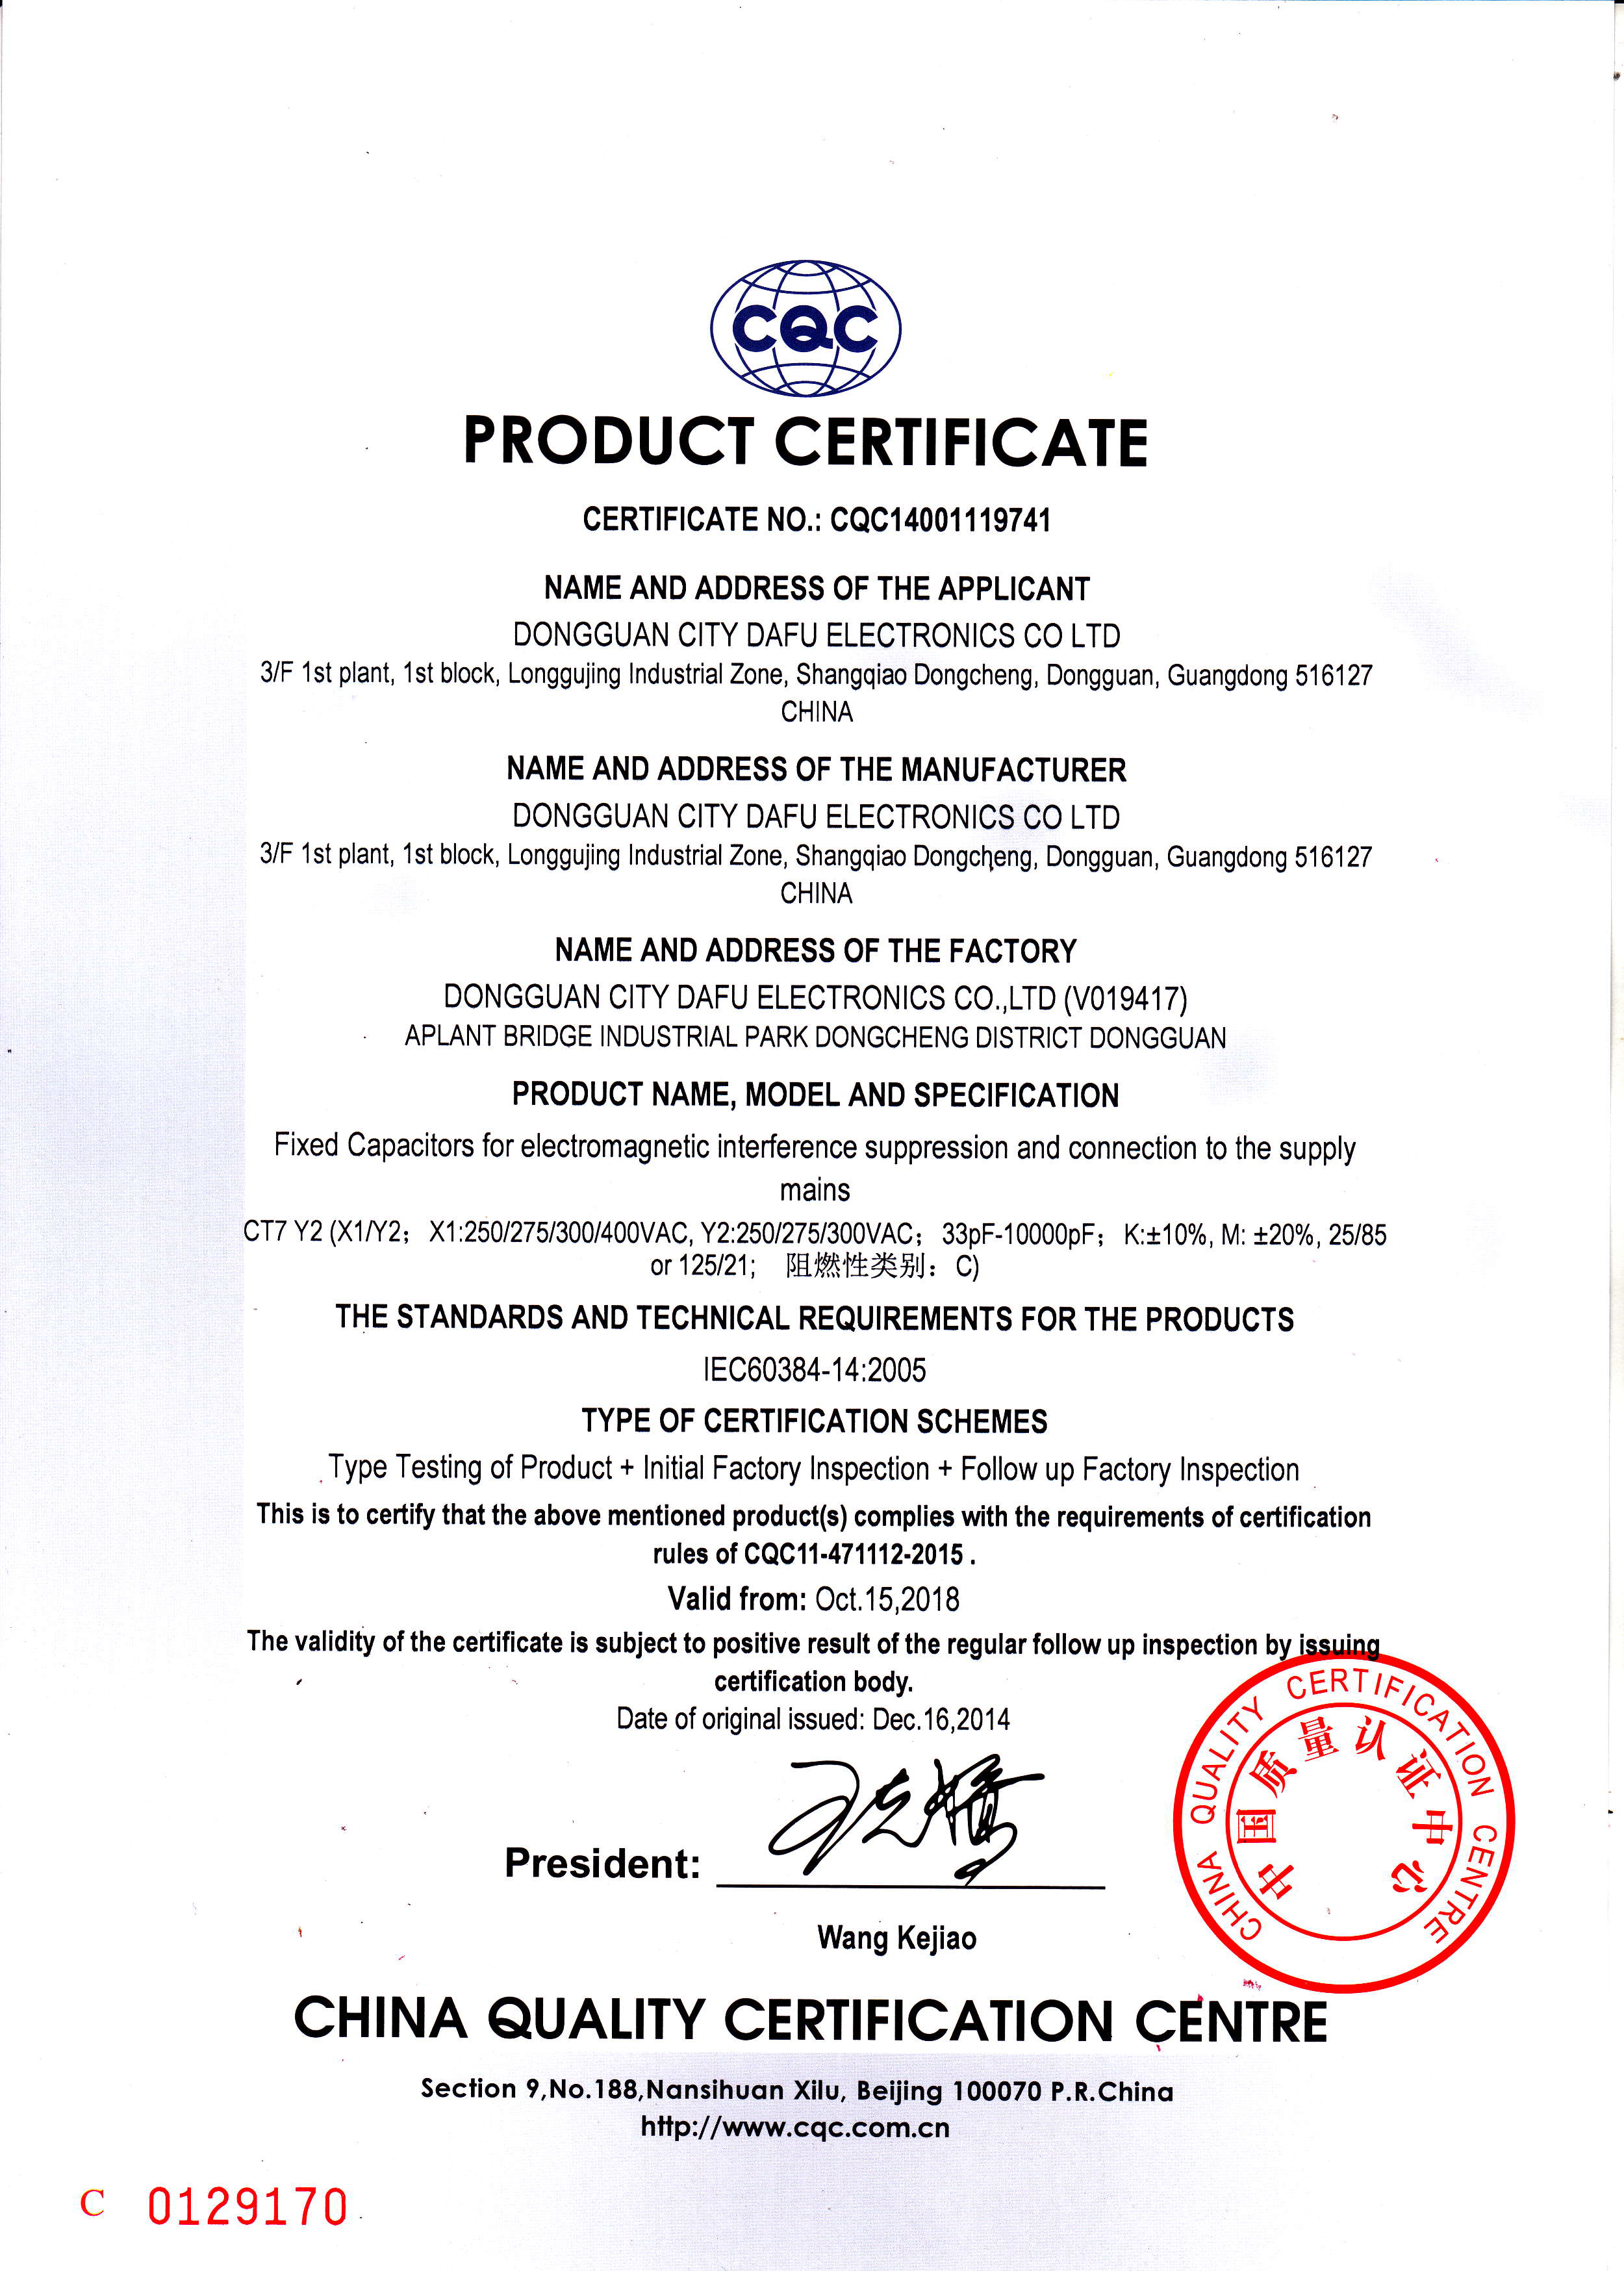 CQC
PRODUCT CERTIFICATE
CERTIFICATE NO.: CQC14001119741
NAME AND ADDRESS OF THE APPLICANT
DONGGUAN CITY DAFU ELECTRONICS CO LTD
3/F 1st plant, 1st block, Longgujing Industrial Zone, Shangqiao Dongcheng, Dongguan, Guangdong 516127
CHINA
NAME AND ADDRESS OF THE MANUFACTURER
DONGGUAN CITY DAFU ELECTRONICS CO LTD
3/F 1st plant, 1st block, Longgujing Industrial Zone, Shangqiao Dongcheng, Dongguan, Guangdong 516127
CHINA
NAME AND ADDRESS OF THE FACTORY
DONGGUAN CITY DAFU ELECTRONICS CO.,LTD (V019417)
APLANT BRIDGE INDUSTRIAL PARK DONGCHENG DISTRICT DONGGUAN
PRODUCT NAME, MODEL AND SPECIFICATION
Fixed Capacitors for electromagnetic interference suppression and connection to the supply
mains
CT7 Y2 (X1/Y2； X1:250/275/300/400VAC, Y2:250/275/300VAC； 33pF-10000pF； K:±10%, M: ±20%, 25/85
or 125/21; 阻燃性类别：C)
THE STANDARDS AND TECHNICAL REQUIREMENTS FOR THE PRODUCTS
IEC60384-14:2005
TYPE OF CERTIFICATION SCHEMES
Type Testing of Product + Initial Factory Inspection + Follow up Factory Inspection
This is to certify that the above mentioned product(s) complies with the requirements of certification
rules of CQC11-471112-2015 .
Valid from: Oct.15,2018
The validity of the certificate is subject to positive result of the regular follow up inspection by issuing
certification body.
Date of original issued: Dec.16,2014
CHINA QUALITY CERTIFICATION CENTRE
中国质量认证中心
President:
Wang Kejiao
CHINA QUALITY CERTIFICATION CENTRE
Section 9,No.188,Nansihuan Xilu, Beijing 100070 P.R.China
http://www.cqc.com.cn
C 0129170